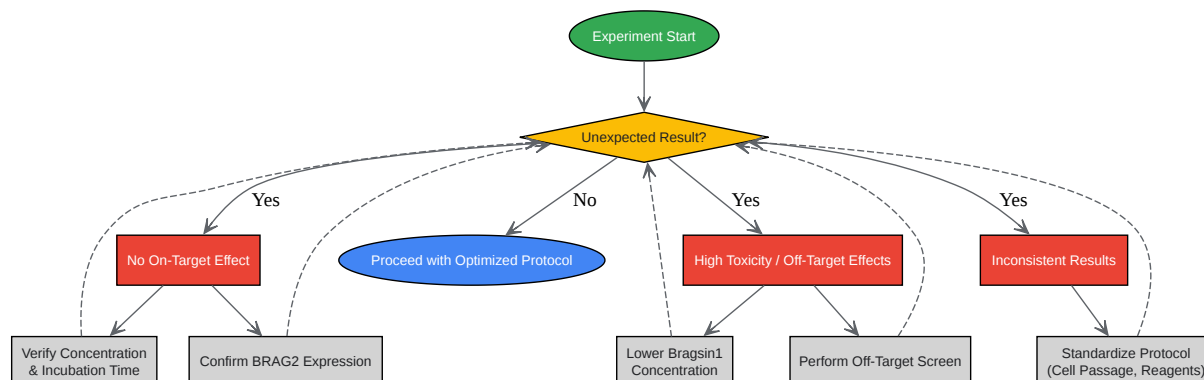 Experiment Start
Unexpected Result?
Yes
No
Yes
Yes
No On-Target Effect
Proceed with Optimized Protocol
High Toxicity / Off-Target Effects
Inconsistent Results
Verify Concentration
& Incubation Time
Confirm BRAG2 Expression
Lower Bragsin1
Concentration
Perform Off-Target Screen
Standardize Protocol
(Cell Passage, Reagents)